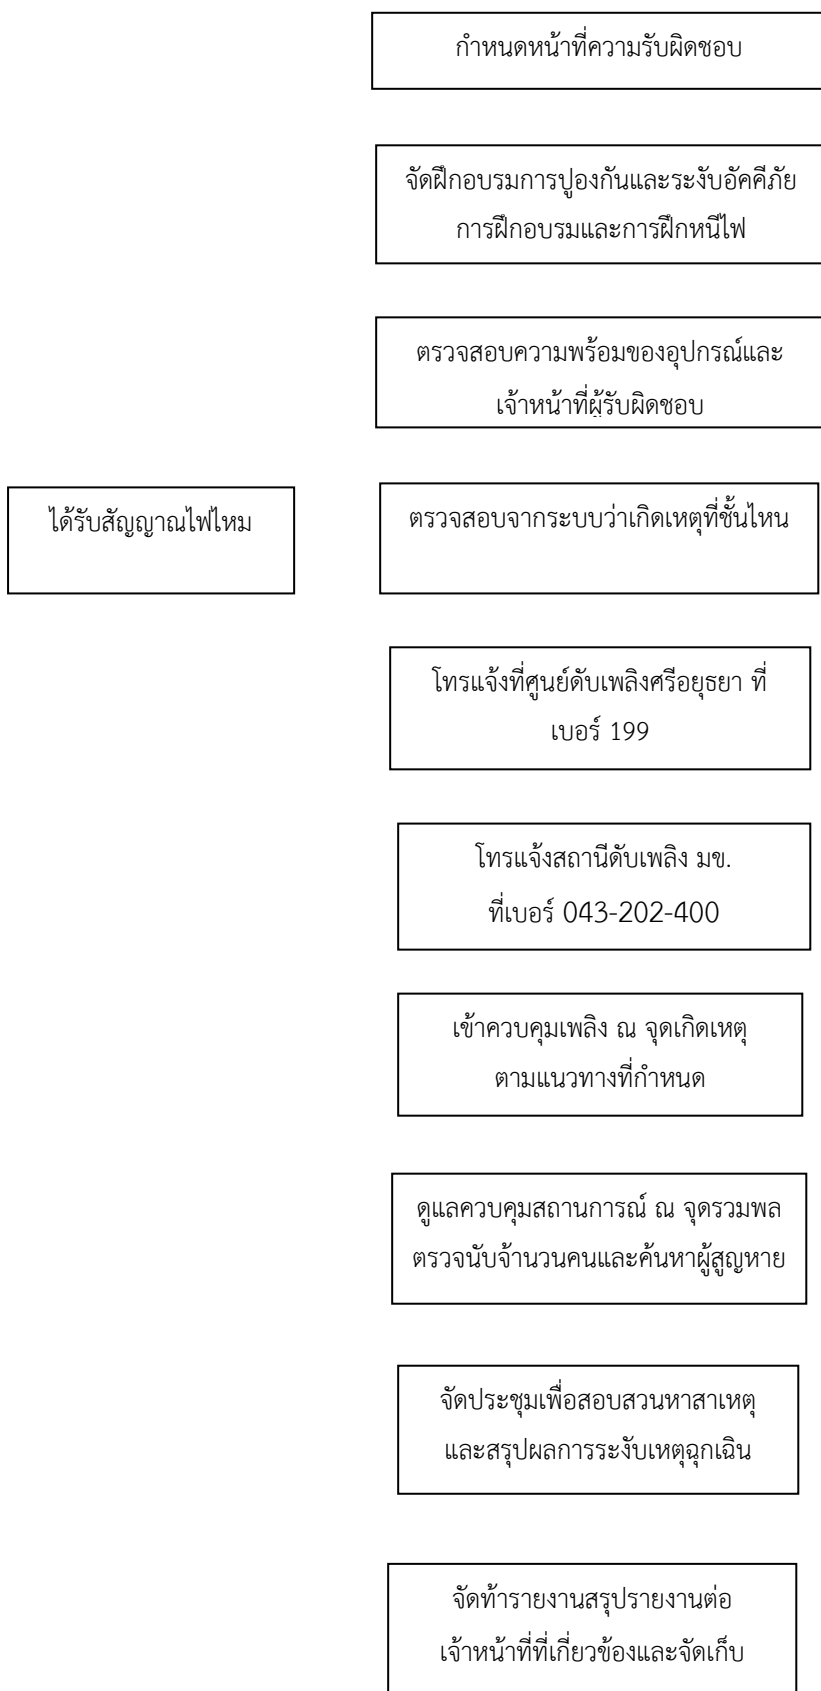 กำหนดหน้าที่ความรับผิดชอบ
จัดฝึกอบรมการปูองกันและระงับอัคคีภัย
การฝึกอบรมและการฝึกหนีไฟ
ตรวจสอบความพร้อมของอุปกรณ์และ
เจ้าหน้าที่ผู้รับผิดชอบ
ได้รับสัญญาณไฟไหม
ตรวจสอบจากระบบว่าเกิดเหตุที่ชั้นไหน
โทรแจ้งที่ศูนย์ดับเพลิงศรีอยุธยา ที่
เบอร์ 199
โทรแจ้งสถานีดับเพลิง มข.
ที่เบอร์ 043-202-400
เข้าควบคุมเพลิง ณ จุดเกิดเหตุ
ตามแนวทางที่กำหนด
ดูแลควบคุมสถานการณ์ ณ จุดรวมพล
ตรวจนับจ้านวนคนและค้นหาผู้สูญหาย
จัดประชุมเพื่อสอบสวนหาสาเหตุ
และสรุปผลการระงับเหตุฉุกเฉิน
จัดท้ารายงานสรุปรายงานต่อ
เจ้าหน้าที่ที่เกี่ยวข้องและจัดเก็บ